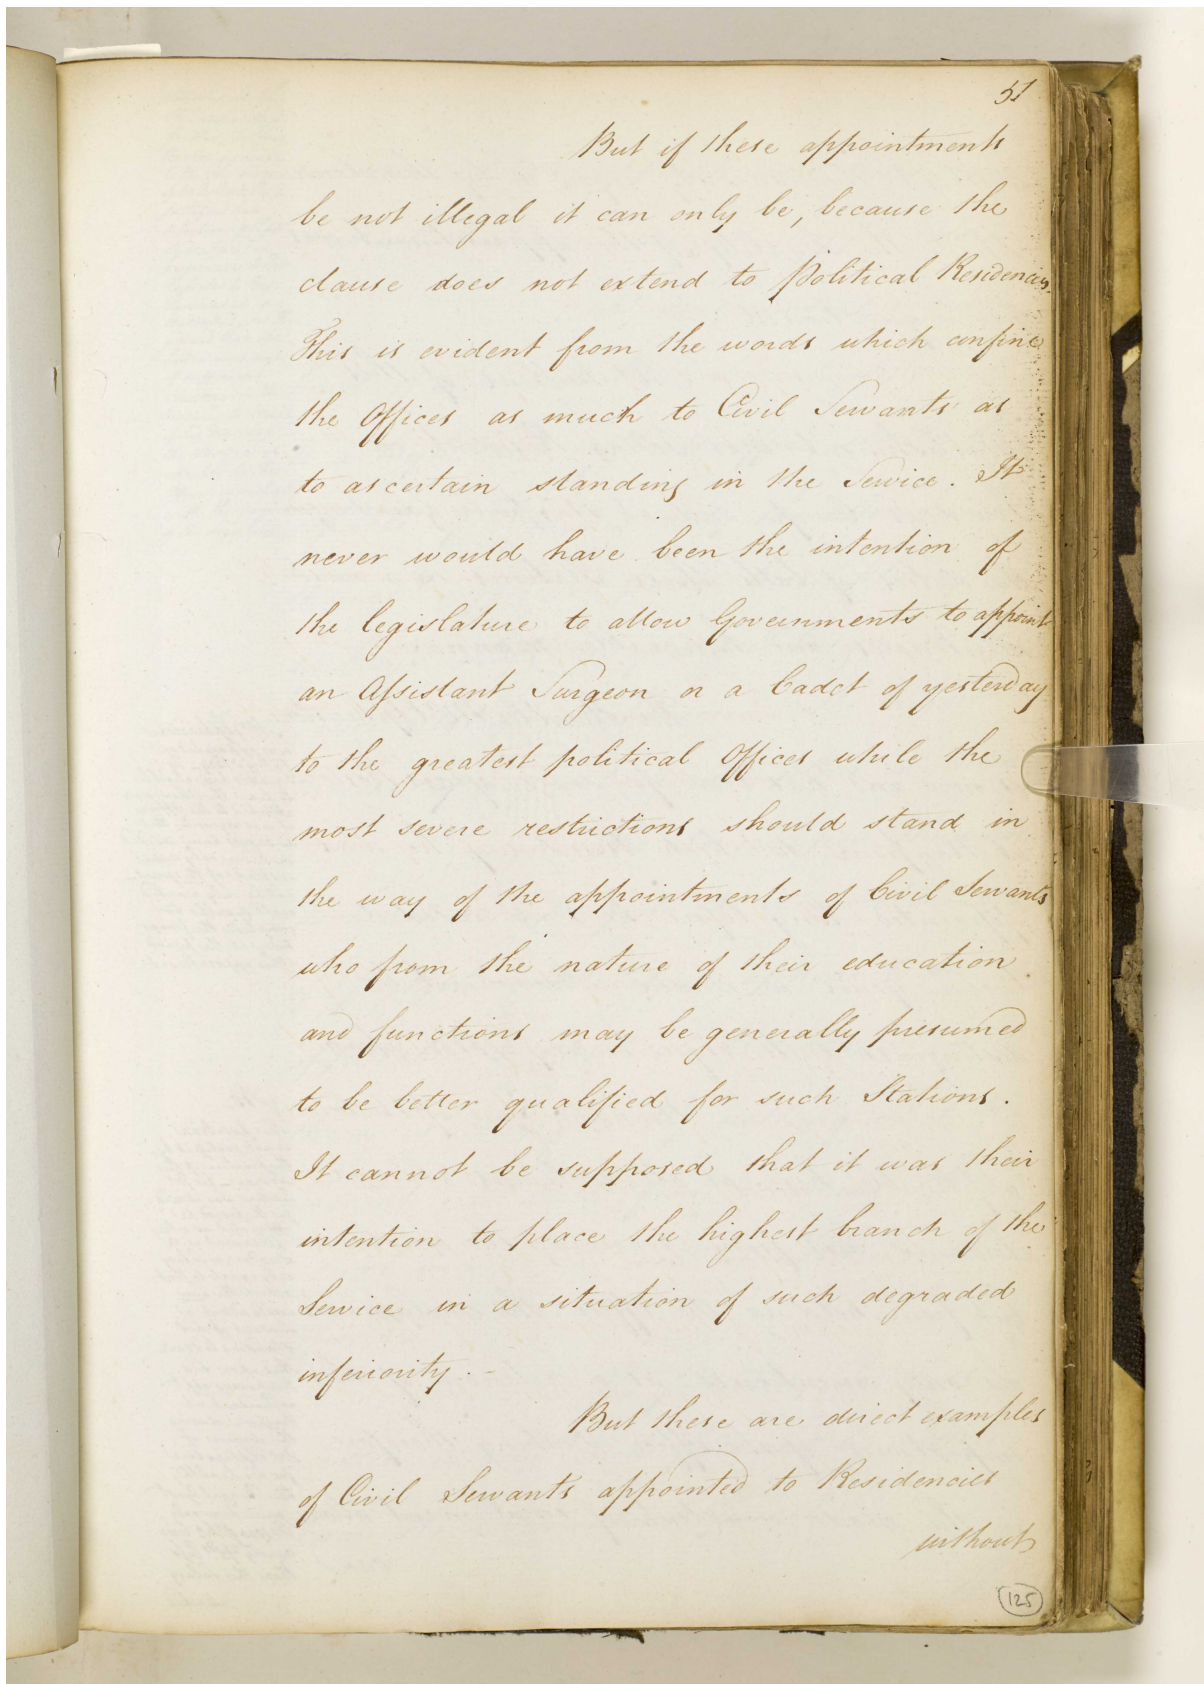 51
But if these appointments
be not illegal it can only be, because the
clause does not extend to Political Residencies.
This is evident from the words which confine
the Offices as much to Civil Servants as
to ascertain standing in the Service. It
never would have been the intention of
the legislature to allow Governments to appoint
an Assistant Surgeon or a Cadet of yesterday
to the greatest political Offices while the
most severe restrictions should stand in
the way of the appointments of Civil Servants
who from the nature of their education
and functions may be generally presumed
to be better qualified for such Stations.
It cannot be supposed that it was their
intention to place the highest branch of the
Service in a situation of such degraded
inferiority. -
But these are direct examples
of Civil Servants appointed to Residencies
without
125